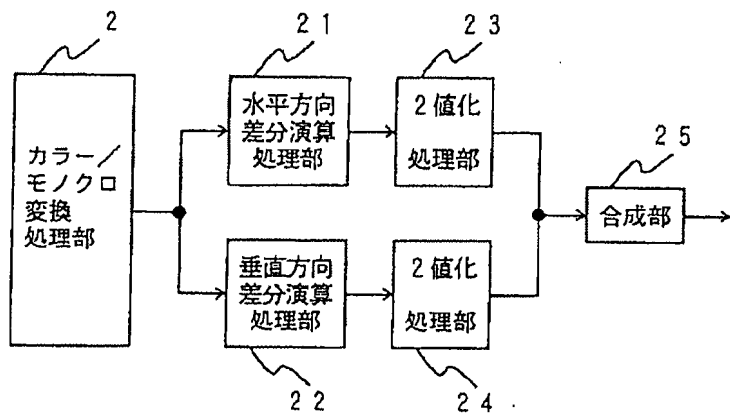 2
カラー／
モノクロ
変換
処理部
21
水平方向
差分演算
処理部
23
2値化
処理部
25
合成部
垂直方向
差分演算
処理部
22
2値化
処理部
24